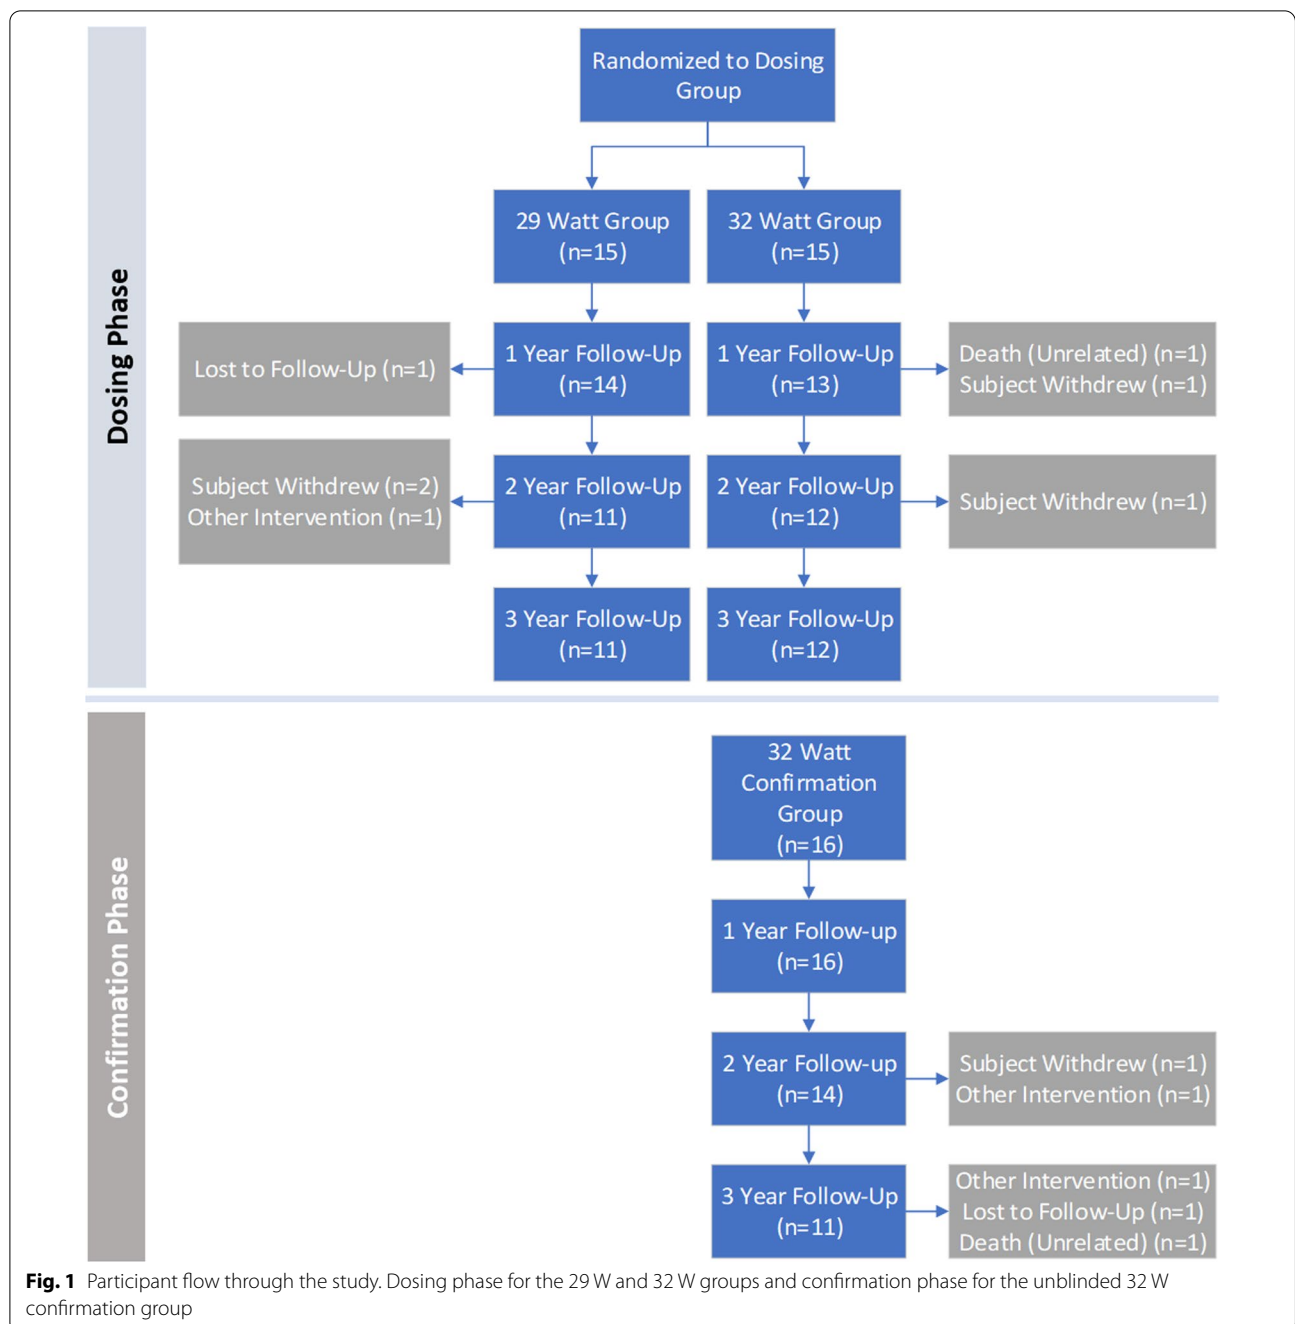 Dosing Phase
Randomized to Dosing
Group
29 Watt Group
(n=15)
32 Watt Group
(n=15)
Lost to Follow-Up (n=1)
1 Year Follow-Up
(n=14)
1 Year Follow-Up
(n=13)
Death (Unrelated) (n=1)
Subject Withdrew (n=1)
Subject Withdrew (n=2)
Other Intervention (n=1)
2 Year Follow-Up
(n=11)
2 Year Follow-Up
(n=12)
Subject Withdrew (n=1)
3 Year Follow-Up
(n=11)
3 Year Follow-Up
(n=12)
Confirmation Phase
32 Watt
Confirmation
Group
(n=16)
1 Year Follow-up
(n=16)
2 Year Follow-up
(n=14)
Subject Withdrew (n=1)
Other Intervention (n=1)
3 Year Follow-Up
(n=11)
Other Intervention (n=1)
Lost to Follow-Up (n=1)
Death (Unrelated) (n=1)
Fig. 1 Participant flow through the study. Dosing phase for the 29 W and 32 W groups and confirmation phase for the unblinded 32 W
confirmation group